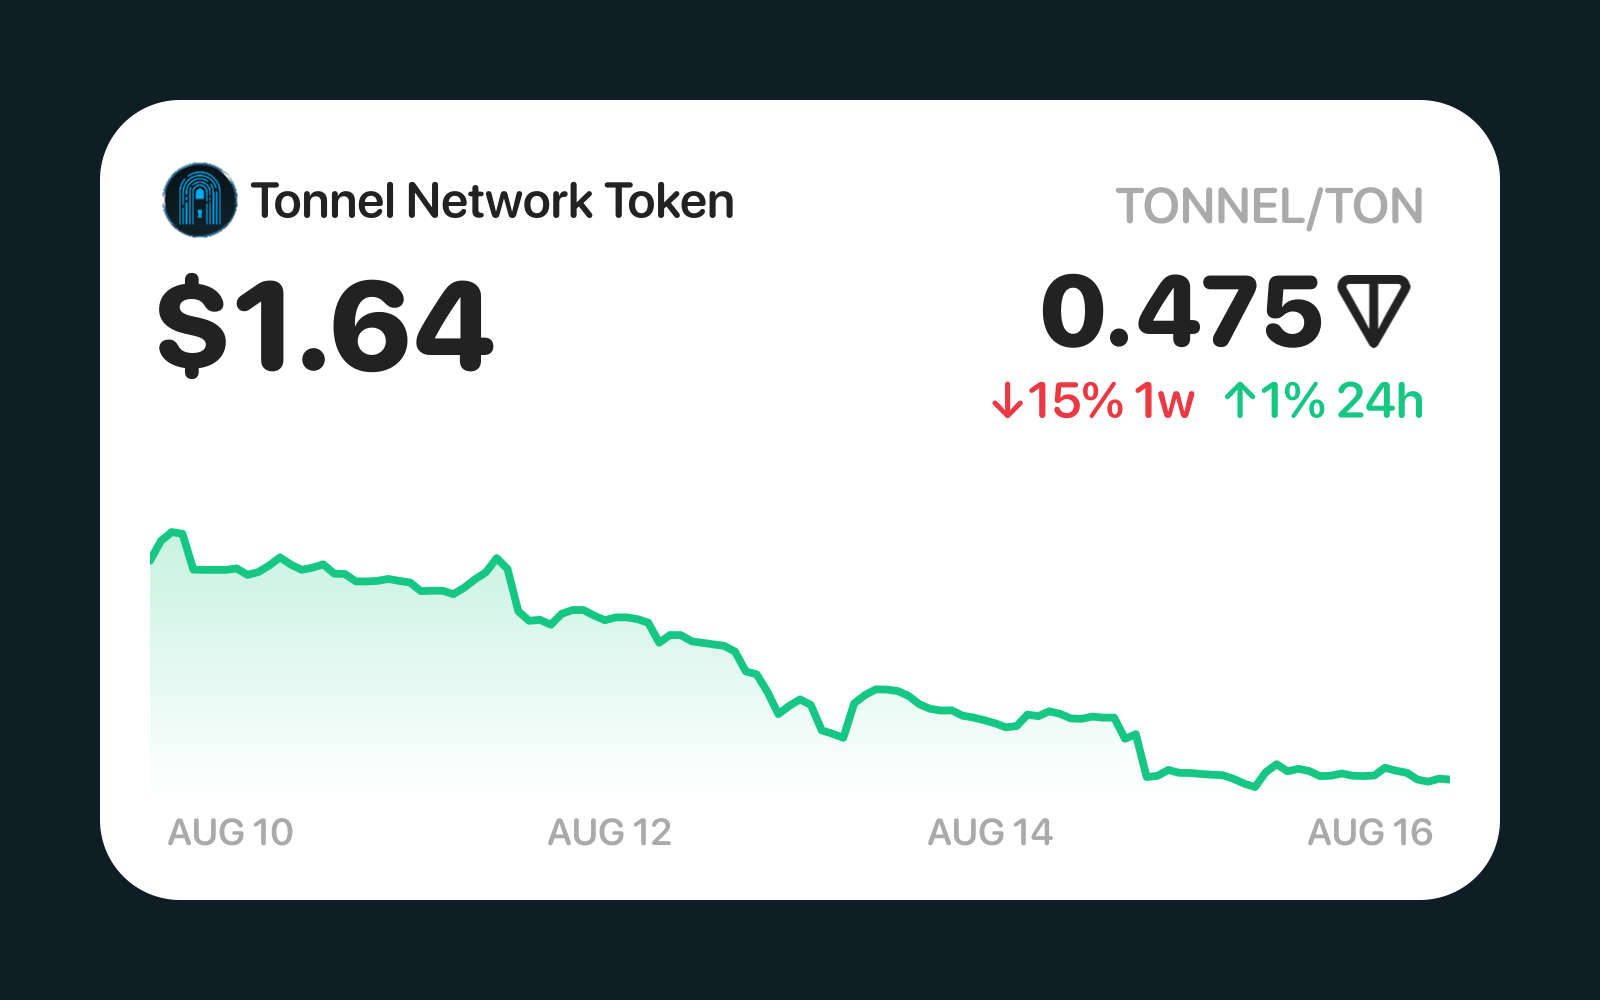 Tonnel Network Token
TONNEL/TON
$1.64
0.475
↓15% 1w ↑1% 24h
AUG 10 AUG 12 AUG 14 AUG 16